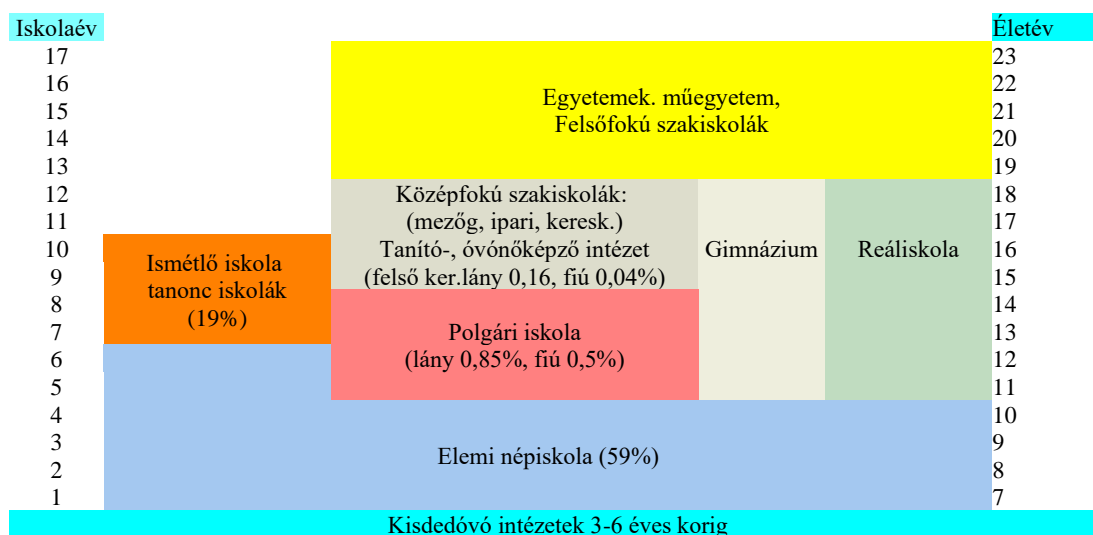 Iskolaév
Életév
17
23
16
22
15
21
14
20
13
19
Egyetemek. műegyetem,
Felsőfokú szakiskolák
12
18
11
17
10
16
9
15
8
14
7
13
6
12
5
11
Középfokú szakiskolák:
(mezőg, ipari, keresk.)
Tanító-, óvónőképző intézet
(felső ker.lány 0,16, fiú 0,04%)
Gimnázium
Reáliskola
Ismétlő iskola
tanonc iskolák
(19%)
Polgári iskola
(lány 0,85%, fiú 0,5%)
4
10
3
9
2
8
1
7
Elemi népiskola (59%)
Kisdedóvó intézetek 3-6 éves korig